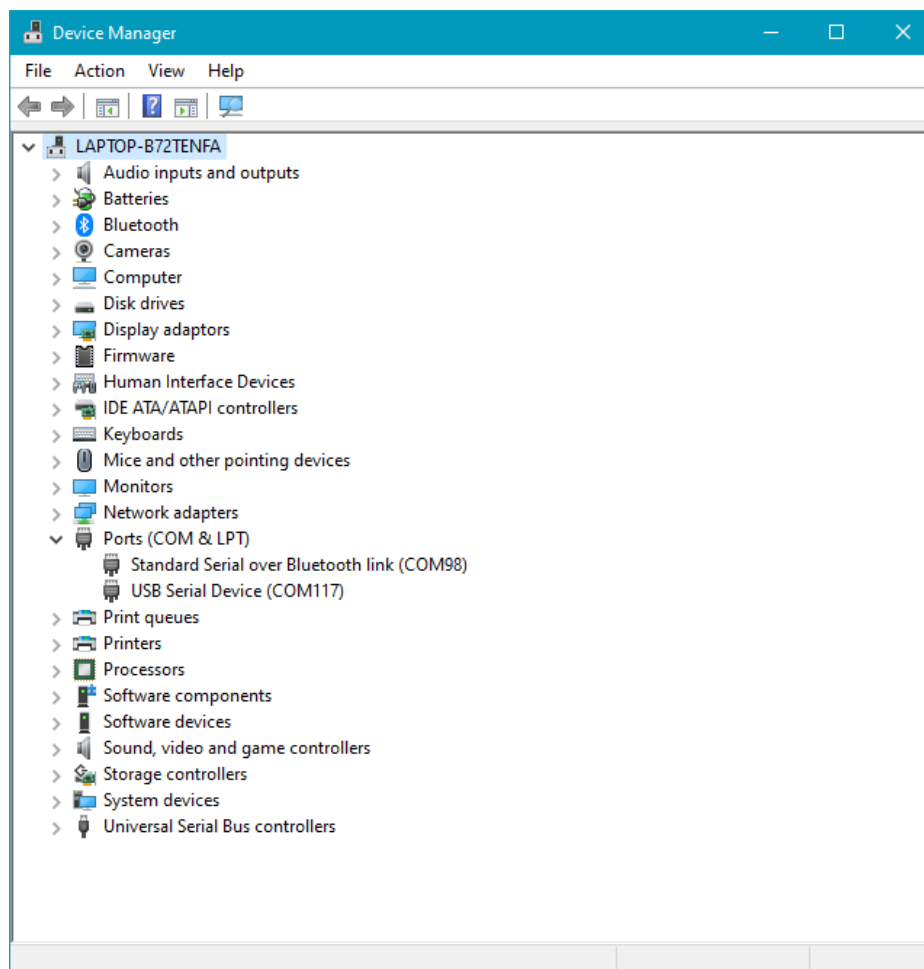 Device Manager
File Action View Help
LAPTOP-B72TENFA
Audio inputs and outputs
Batteries
Bluetooth
Cameras
Computer
Disk drives
Display adaptors
Firmware
Human Interface Devices
IDE ATA/ATAPI controllers
Keyboards
Mice and other pointing devices
Monitors
Network adapters
Ports (COM & LPT)
Standard Serial over Bluetooth link (COM98)
USB Serial Device (COM117)
Print queues
Printers
Processors
Software components
Software devices
Sound, video and game controllers
Storage controllers
System devices
Universal Serial Bus controllers